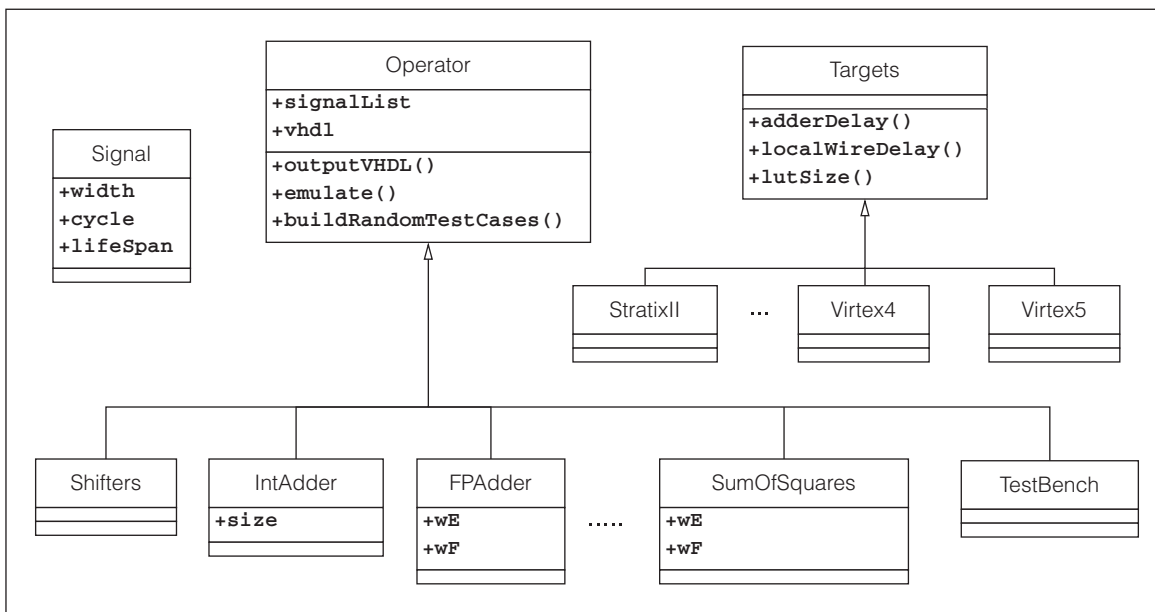 Operator
+signalList
+vhdl
+outputVHDL()
+emulate()
+buildRandomTestCases()
Targets
+adderDelay()
+localWireDelay()
+lutSize()
Signal
+width
+cycle
+lifeSpan
StratixII
...
Virtex4
Virtex5
Shifters
IntAdder
+size
FPAdder
+wE
+wF
.....
SumOfSquares
+wE
+wF
TestBench